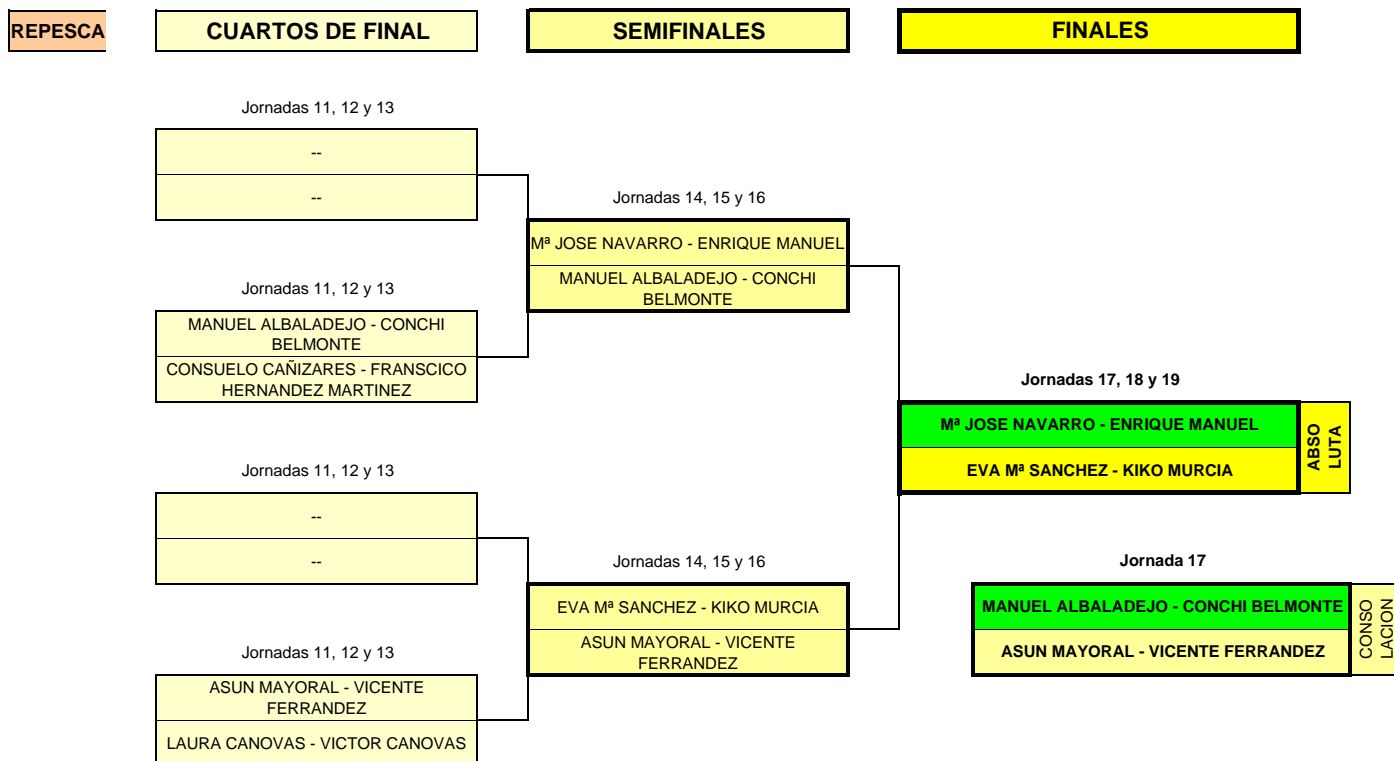 REPESCA
CUARTOS DE FINAL
SEMIFINALES
FINALES
Jornadas 11, 12 y 13
--
--
Jornadas 14, 15 y 16
Mª JOSE NAVARRO - ENRIQUE MANUEL
MANUEL ALBALADEJO - CONCHI
BELMONTE
Jornadas 11, 12 y 13
MANUEL ALBALADEJO - CONCHI
BELMONTE
CONSUELO CAÑIZARES - FRANSCICO
HERNANDEZ MARTINEZ
Jornadas 17, 18 y 19
Mª JOSE NAVARRO - ENRIQUE MANUEL
EVA Mª SANCHEZ - KIKO MURCIA
ABSO
LUTA
Jornadas 11, 12 y 13
--
--
Jornadas 14, 15 y 16
EVA Mª SANCHEZ - KIKO MURCIA
ASUN MAYORAL - VICENTE
FERRANDEZ
Jornada 17
MANUEL ALBALADEJO - CONCHI BELMONTE
ASUN MAYORAL - VICENTE FERRANDEZ
CONSO
LACION
Jornadas 11, 12 y 13
ASUN MAYORAL - VICENTE
FERRANDEZ
LAURA CANOVAS - VICTOR CANOVAS